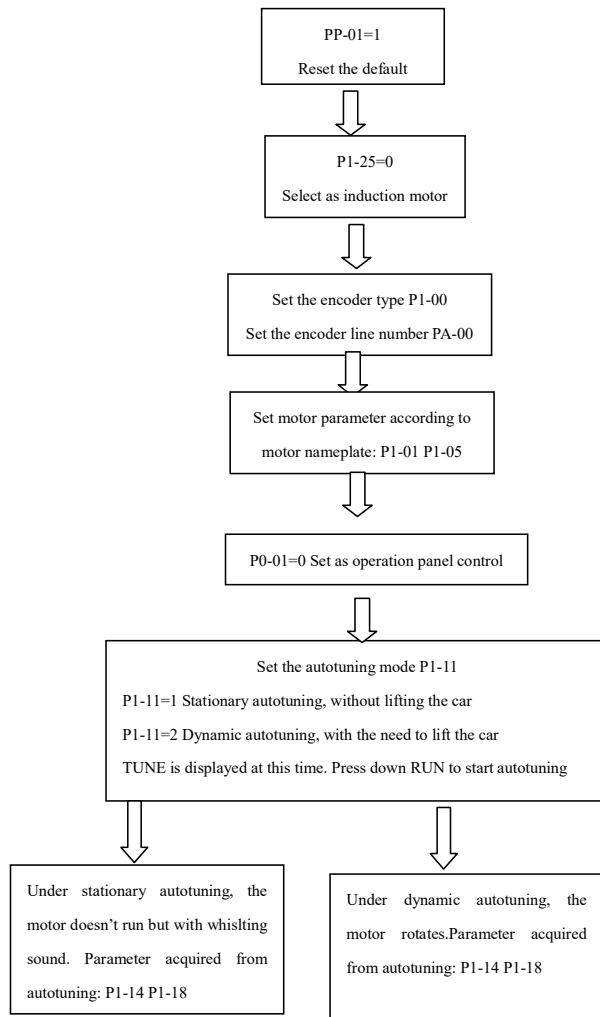 PP-01=1
Reset the default
P1-25=0
Select as induction motor
Set the encoder type P1-00
Set the encoder line number PA-00
Set motor parameter according to
motor nameplate: P1-01 P1-05
P0-01=0 Set as operation panel control
Set the autotuning mode P1-11
P1-11=1 Stationary autotuning, without lifting the car
P1-11=2 Dynamic autotuning, with the need to lift the car
TUNE is displayed at this time. Press down RUN to start autotuning
Under stationary autotuning, the
motor doesn't run but with whislting
sound. Parameter acquired from
autotuning: P1-14 P1-18
Under dynamic autotuning, the
motor rotates.Parameter acquired
from autotuning: P1-14 P1-18